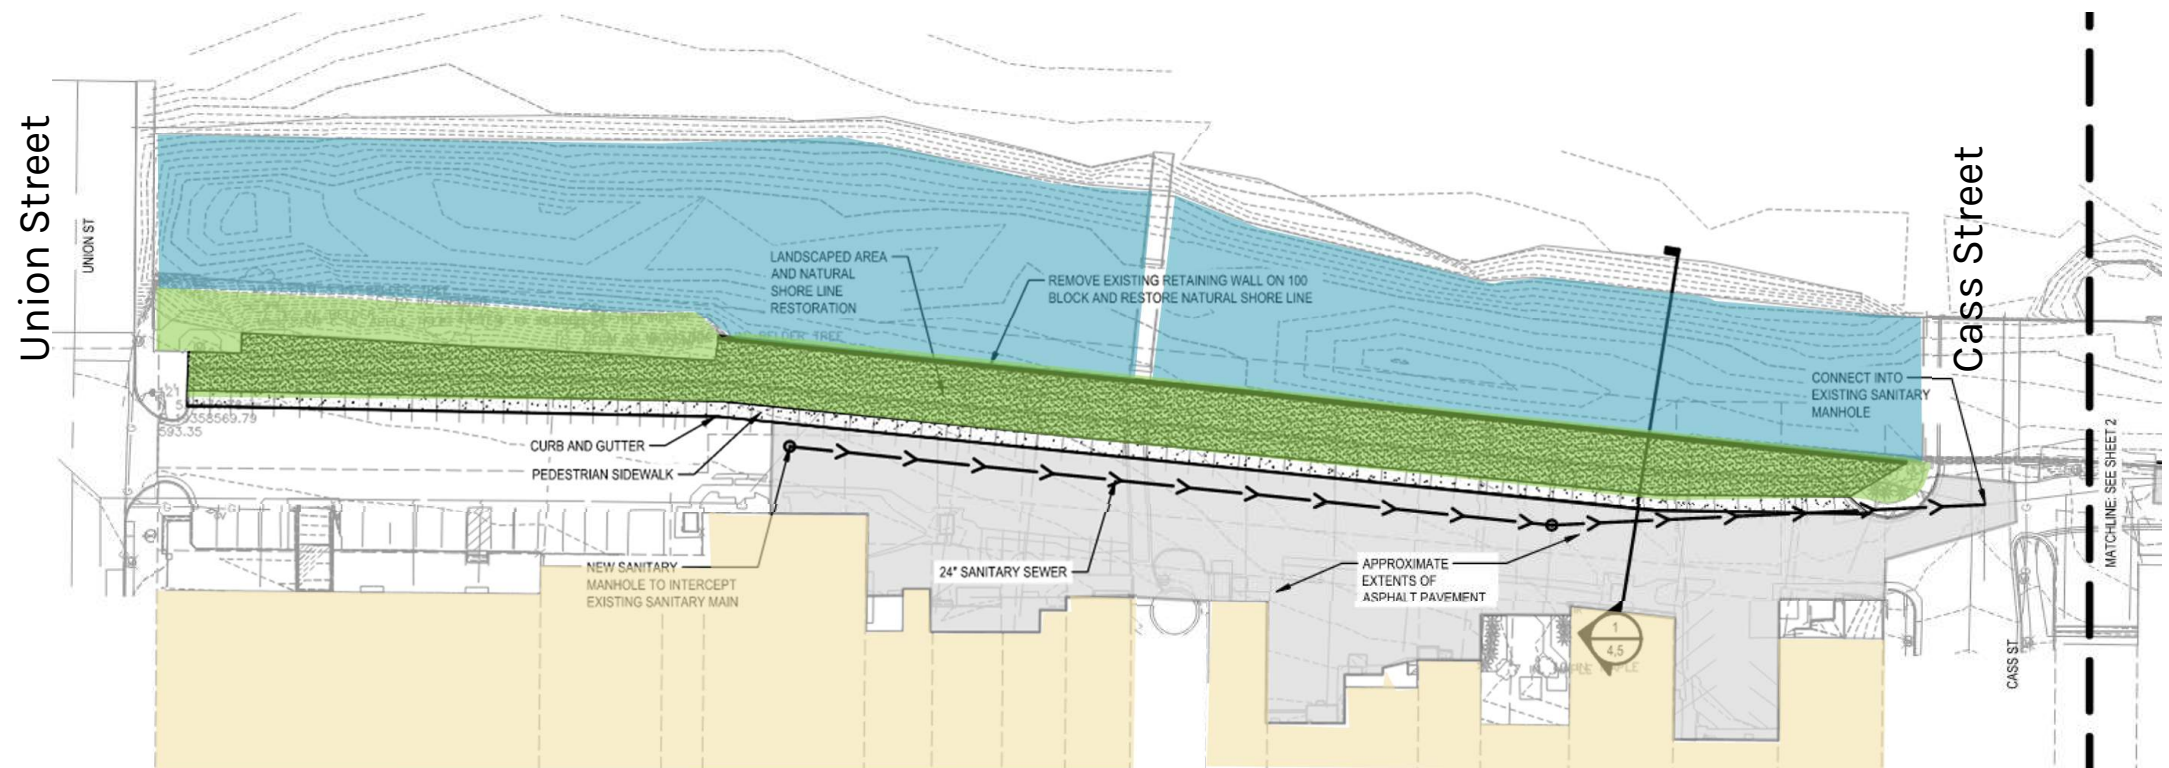 Union Street
UNION ST
LANDSCAPED AREA
AND NATURAL
SHORE LINE
RESTORATION
REMOVE EXISTING RETAINING WALL ON 100
BLOCK AND RESTORE NATURAL SHORE LINE
Cass Street
CONNECT INTO
EXISTING SANITARY
MANHOLE
593.35
CURB AND GUTTER
PEDESTRIAN SIDEWALK
NEW SANITARY
MANHOLE TO INTERCEPT
EXISTING SANITARY MAIN
24" SANITARY SEWER
APPROXIMATE
EXTENTS OF
ASPHALT PAVEMENT
1
4,5
MATCHLINE: SEE SHEET 2
CASS ST